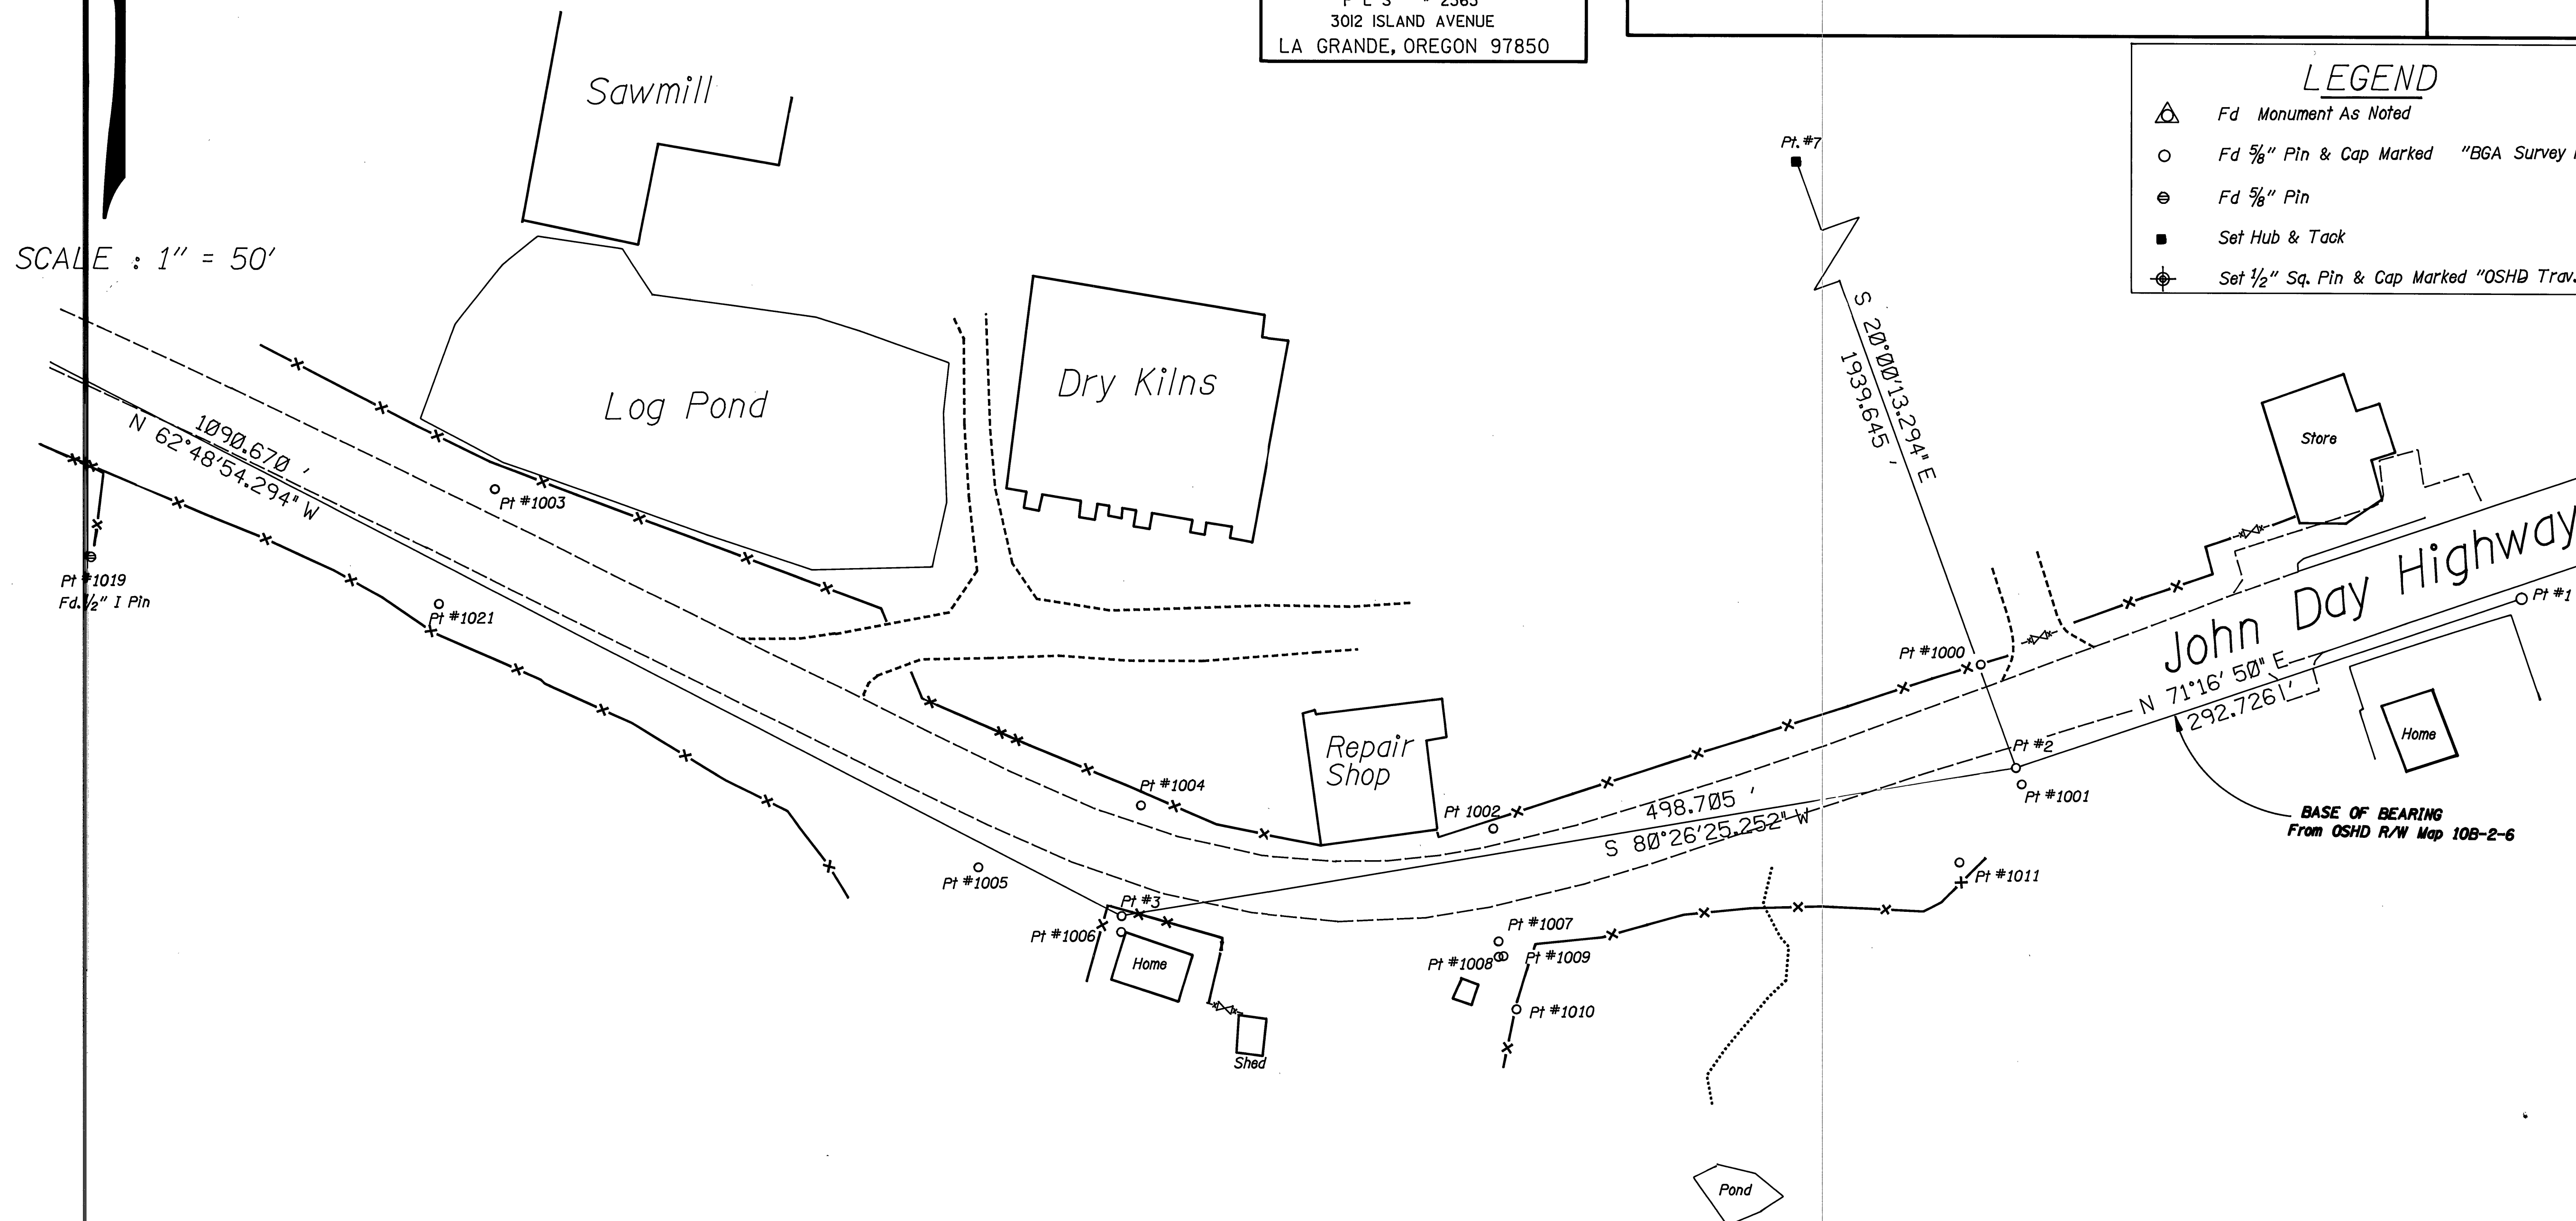 3012 ISLAND AVENUE
LA GRANDE, OREGON 97850
LEGEND
Fd Monument As Noted
Fd 5/8" Pin & Cap Marked "BGA Survey
Fd 5/8" Pin
Set Hub & Tack
Set 1/2" Sq. Pin & Cap Marked "OSHD Trav.
Sawmill
SCALE : 1" = 50'
Pt. #7
S 20°00'13.294" E
1939.645 '
Log Pond
Dry Kilns
Store
1090.670 '
N 62°48'54.294" W
Pt #1003
Pt #1019
Fd. 1/2" I Pin
Pt #1021
John Day Highway
Pt #1
Pt #1000
N 71°16' 50" E
292.7261 '
Home
Pt #2
Pt #1001
Repair
Shop
Pt #1004
Pt 1002
498.705 '
S 80°26'25.252" W
BASE OF BEARING
From OSHD R/W Map 10B-2-6
Pt #1005
Pt #1011
Pt #3
Pt #1006
Home
Pt #1007
Pt #1008
Pt #1009
Pt #1010
Shed
Pond